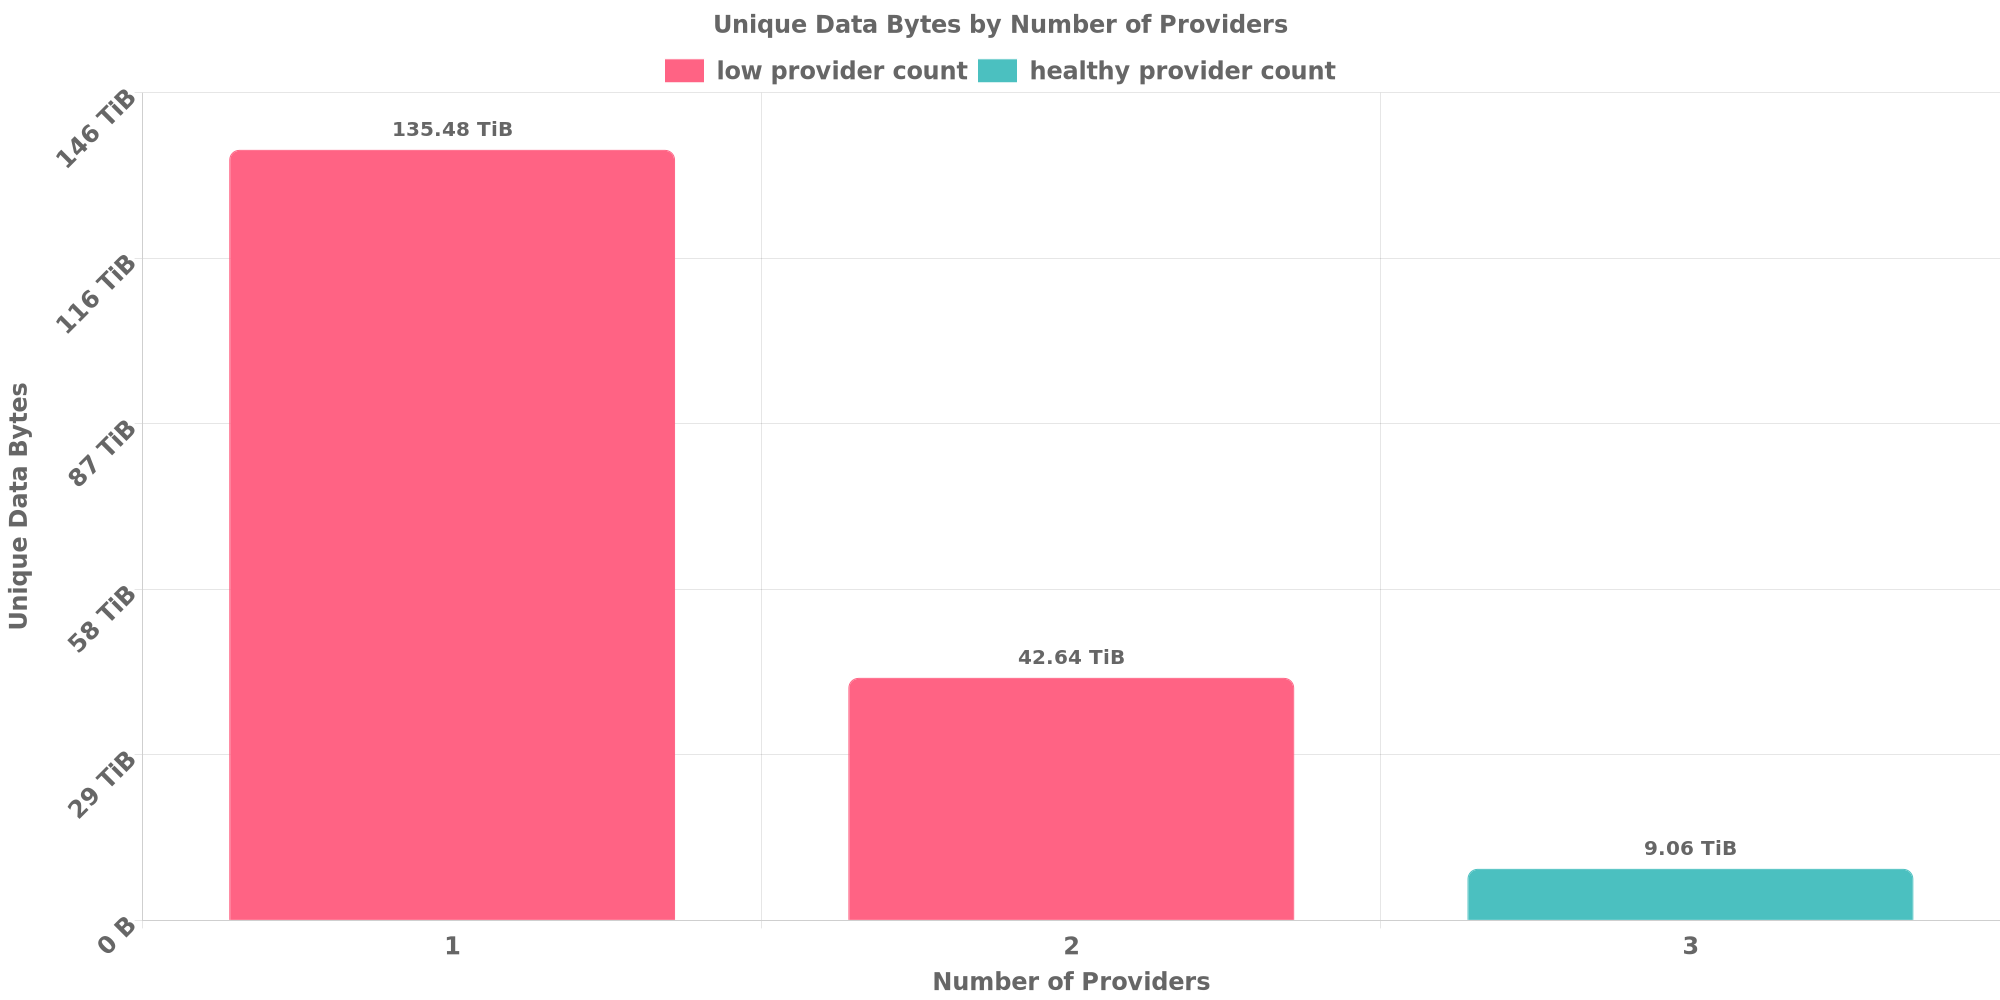 Unique Data Bytes by Number of Providers
low provider count healthy provider count
146 TiB
116 TiB
87 TiB
58 TiB
29 TiB
0 B
Unique Data Bytes
135.48 TiB
42.64 TiB
9.06 TiB
1 2 3
Number of Providers